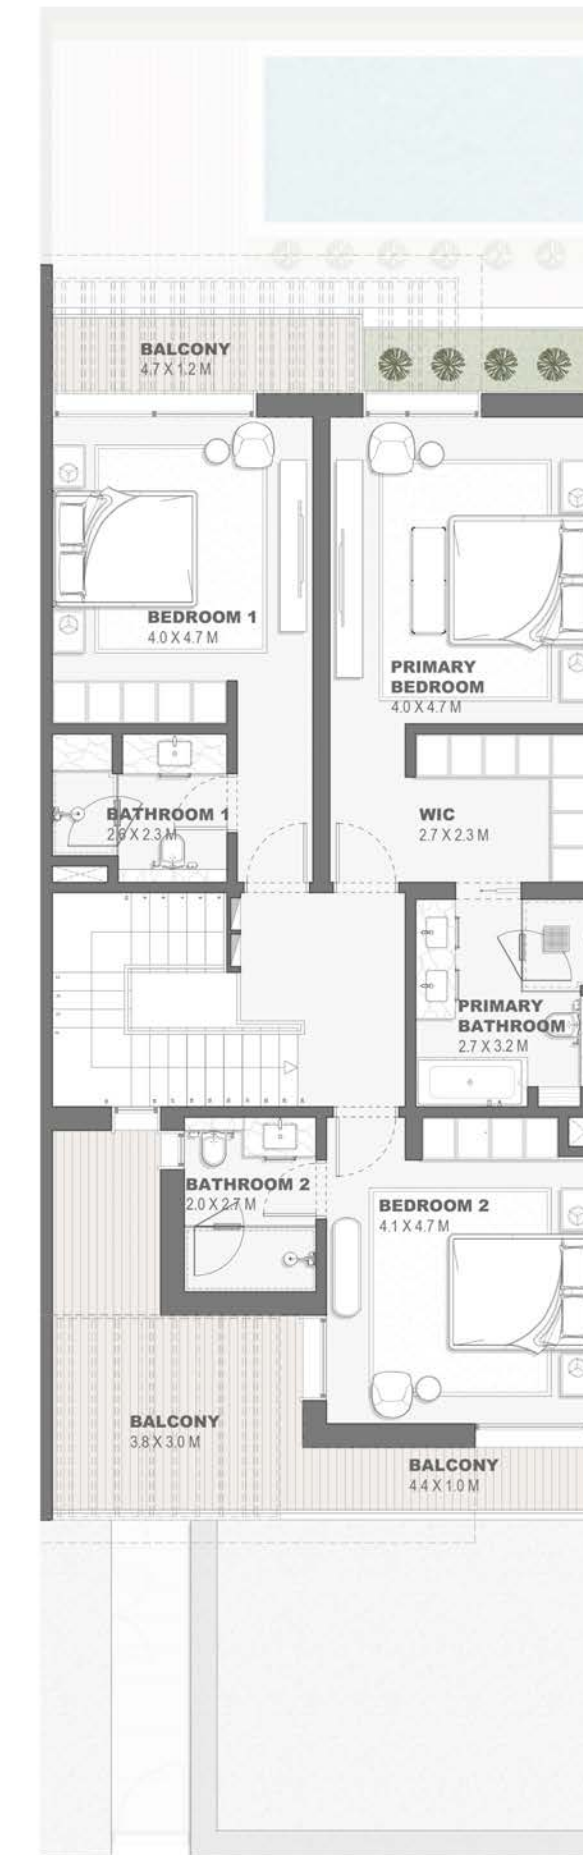 BALCONY
4.7 X 1.2 M
BEDROOM 1
4.0 X 4.7 M
PRIMARY
BEDROOM
4.0 X 4.7 M
BATHROOM 1
2.6 X 2.3 M
WIC
2.7 X 2.3 M
PRIMARY
BATHROOM
2.7 X 3.2 M
BATHROOM 2
2.0 X 2.7 M
BEDROOM 2
4.1 X 4.7 M
BALCONY
3.8 X 3.0 M
BALCONY
4.4 X 1.0 M